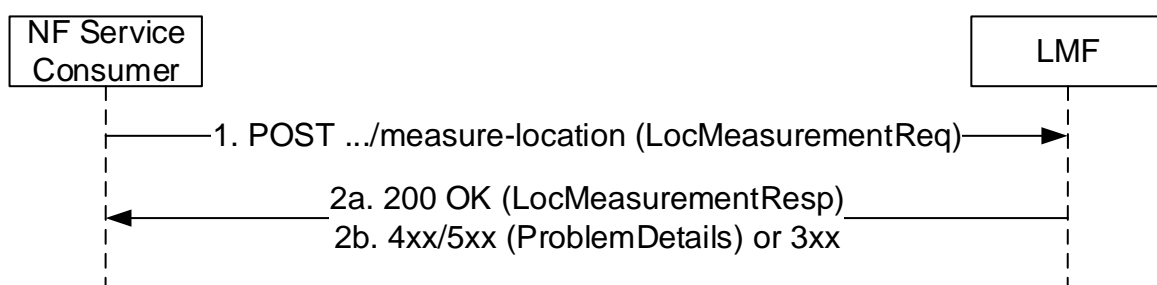 NF Service
Consumer
LMF
1. POST .../measure-location (LocMeasurementReq)
2a. 200 OK (LocMeasurementResp)
2b. 4xx/5xx (ProblemDetails) or 3xx